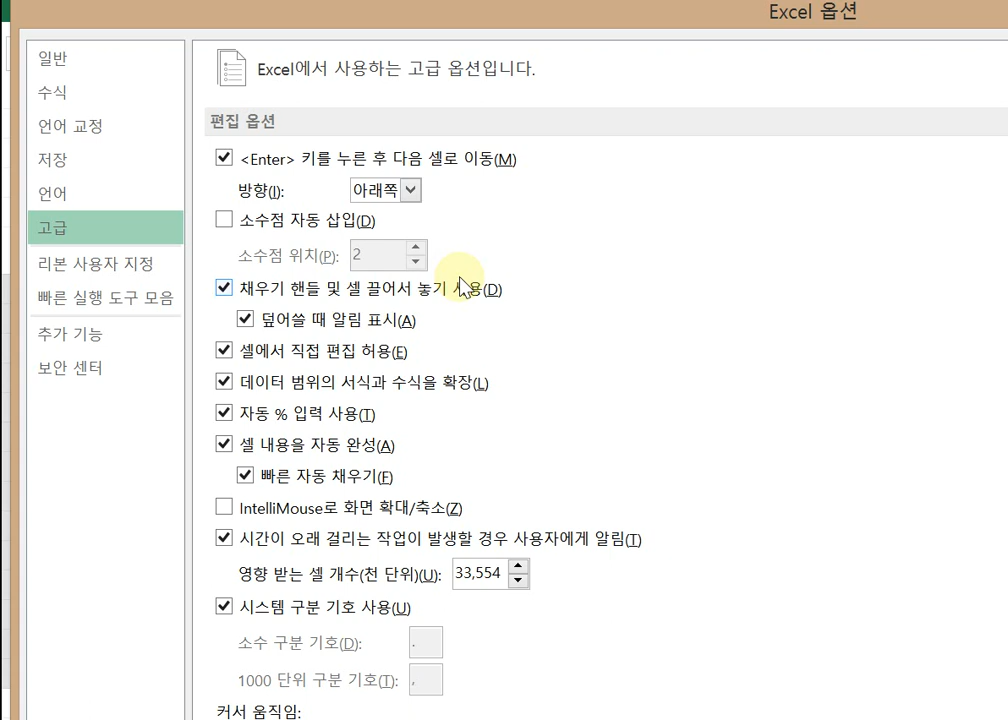 Excel 옵션
일반
수식
언어 교정
저장
언어
고급
리본 사용자 지정
빠른 실행 도구 모음
추가 기능
보안 센터
Excel에서 사용하는 고급 옵션입니다.
편집 옵션
<Enter> 키를 누른 후 다음 셀로 이동(M)
방향(I): 아래쪽
소수점 자동 삽입(D)
소수점 위치(P): 2
채우기 핸들 및 셀 끌어서 놓기 사용(D)
덮어쓸 때 알림 표시(A)
셀에서 직접 편집 허용(E)
데이터 범위의 서식과 수식을 확장(L)
자동 % 입력 사용(T)
셀 내용을 자동 완성(A)
빠른 자동 채우기(F)
IntelliMouse로 화면 확대/축소(Z)
시간이 오래 걸리는 작업이 발생할 경우 사용자에게 알림(T)
영향 받는 셀 개수(천 단위)(U): 33,554
시스템 구분 기호 사용(U)
소수 구분 기호(D): .
1000 단위 구분 기호(T): ,
커서 움직임: